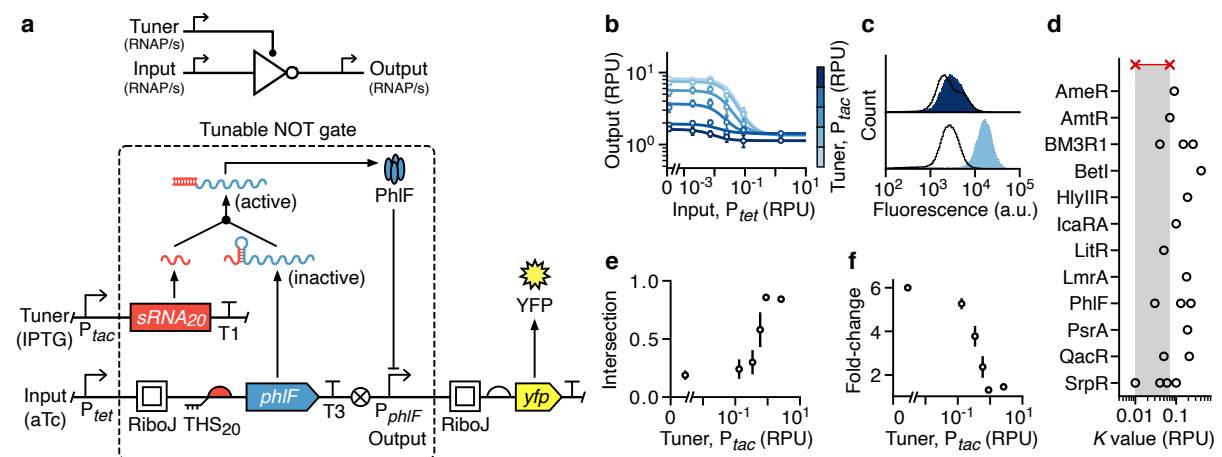 a
Tuner
(RNAP/s)
Input
(RNAP/s)
Output
(RNAP/s)
Tunable NOT gate
(active)
PhlF
(inactive)
YFP
Tuner
(IPTG)
Ptac
sRNA20
T1
Input
(aTc)
Ptet
RiboJ
THS20
phlF
T3
PphlF
Output
RiboJ
yfp
b
Output (RPU)
10^1
10^0
0
10^-3
10^-1
10^1
Input, Ptet (RPU)
Tuner, Ptac (RPU)
c
Count
10^2
10^3
10^4
10^5
Fluorescence (a.u.)
d
AmeR
AmtR
BM3R1
BetI
HlyIIR
IcaRA
LitR
LmrA
PhlF
PsrA
QacR
SrpR
0.01
0.1
K value (RPU)
e
Intersection
1.0
0.5
0.0
0
10^-1
10^1
Tuner, Ptac (RPU)
f
Fold-change
6
4
2
0
10^-1
10^1
Tuner, Ptac (RPU)